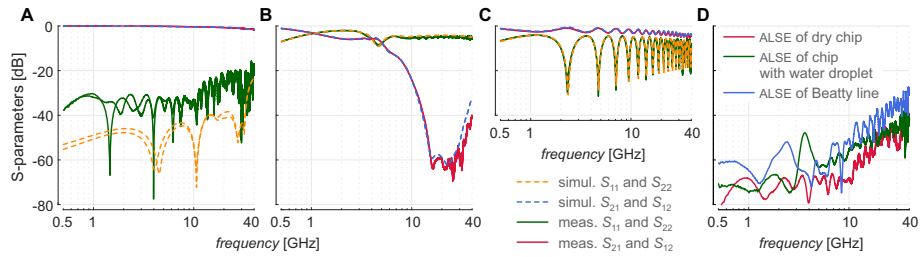 A
B
C
D
S-parameters [dB]
0
-20
-40
-60
-80
0.5
1
10
40
0.5
1
10
40
0.5
1
10
40
0.5
1
10
40
frequency [GHz]
frequency [GHz]
frequency [GHz]
simul. S11 and S22
simul. S21 and S12
meas. S11 and S22
meas. S21 and S12
ALSE of dry chip
ALSE of chip
with water droplet
ALSE of Beatty line